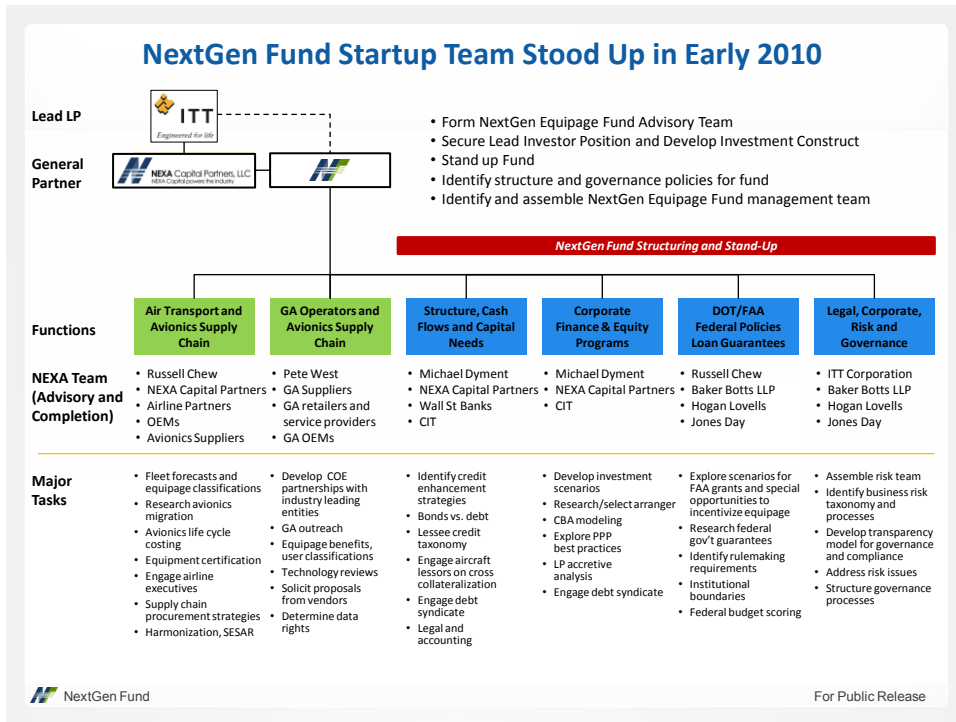 NextGen Fund Startup Team Stood Up in Early 2010
Lead LP
ITT
Engineered for life
General
Partner
NEXA Capital Partners, LLC
NEXA Capital powers the Industry
• Form NextGen Equipage Fund Advisory Team
• Secure Lead Investor Position and Develop Investment Construct
• Stand up Fund
• Identify structure and governance policies for fund
• Identify and assemble NextGen Equipage Fund management team
NextGen Fund Structuring and Stand-Up
Functions
Air Transport and
Avionics Supply
Chain
GA Operators and
Avionics Supply
Chain
Structure, Cash
Flows and Capital
Needs
Corporate
Finance & Equity
Programs
DOT/FAA
Federal Policies
Loan Guarantees
Legal, Corporate,
Risk and
Governance
NEXA Team
(Advisory and
Completion)
• Russell Chew
• NEXA Capital Partners
• Airline Partners
• OEMs
• Avionics Suppliers
• Pete West
• GA Suppliers
• GA retailers and
service providers
• GA OEMs
• Michael Dyment
• NEXA Capital Partners
• Wall St Banks
• CIT
• Michael Dyment
• NEXA Capital Partners
• CIT
• Russell Chew
• Baker Botts LLP
• Hogan Lovells
• Jones Day
• ITT Corporation
• Baker Botts LLP
• Hogan Lovells
• Jones Day
Major
Tasks
• Fleet forecasts and
equipage classifications
• Research avionics
migration
• Avionics life cycle
costing
• Equipment certification
• Engage airline
executives
• Supply chain
procurement strategies
• Harmonization, SESAR
• Develop COE
partnerships with
industry leading
entities
• GA outreach
• Equipage benefits,
user classifications
• Technology reviews
• Solicit proposals
from vendors
• Determine data
rights
• Identify credit
enhancement
strategies
• Bonds vs. debt
• Lessee credit
taxonomy
• Engage aircraft
lessors on cross
collateralization
• Engage debt
syndicate
• Legal and
accounting
• Develop investment
scenarios
• Research/select arranger
• CBA modeling
• Explore PPP
best practices
• LP accretive
analysis
• Engage debt syndicate
• Explore scenarios for
FAA grants and special
opportunities to
incentivize equipage
• Research federal
gov't guarantees
• Identify rulemaking
requirements
• Institutional
boundaries
• Federal budget scoring
• Assemble risk team
• Identify business risk
taxonomy and
processes
• Develop transparency
model for governance
and compliance
• Address risk issues
• Structure governance
processes
NextGen Fund
For Public Release